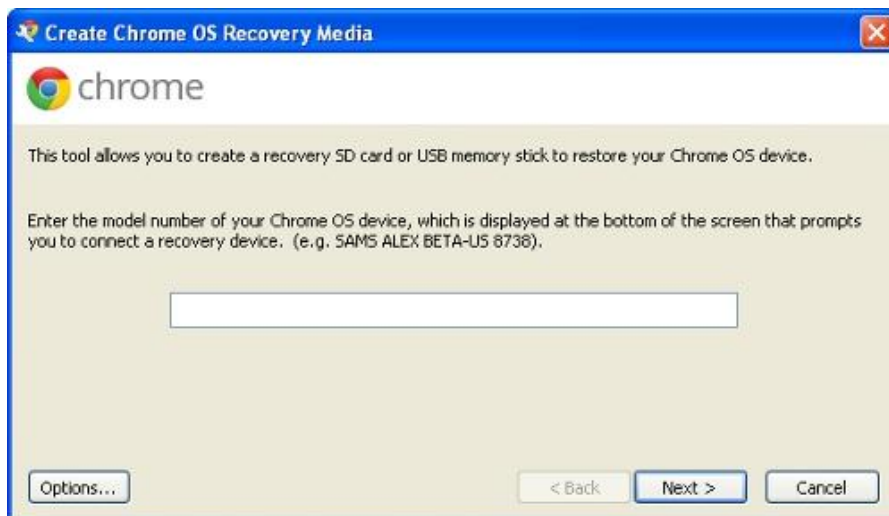 Create Chrome OS Recovery Media
chrome
This tool allows you to create a recovery SD card or USB memory stick to restore your Chrome OS device.
Enter the model number of your Chrome OS device, which is displayed at the bottom of the screen that prompts
you to connect a recovery device.  (e.g. SAMS ALEX BETA-US 8738).
Options... < Back Next > Cancel